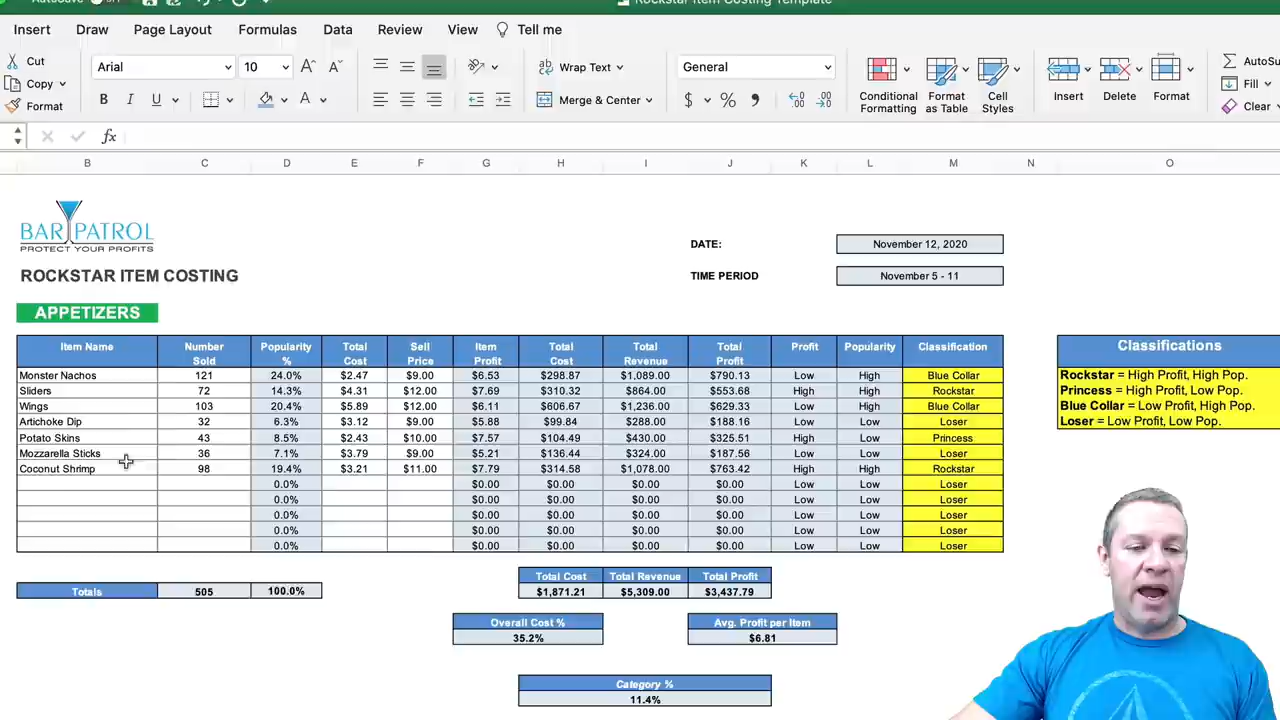 Rockstar Item Costing Template
Insert Draw Page Layout Formulas Data Review View Tell me
Cut Arial 10 Wrap Text General
Copy Merge & Center Conditional Formatting Format as Table Cell Styles Insert Delete Format Fill
Format Clear
fx
B C D E F G H I J K L M N O
BAR PATROL
PROTECT YOUR PROFITS
DATE: November 12, 2020
ROCKSTAR ITEM COSTING TIME PERIOD November 5 - 11
APPETIZERS
Item Name Number Sold Popularity % Total Cost Sell Price Item Profit Total Cost Total Revenue Total Profit Profit Popularity Classification Classifications
Monster Nachos 121 24.0% $2.47 $9.00 $6.53 $298.87 $1,089.00 $790.13 Low High Blue Collar Rockstar = High Profit, High Pop.
Sliders 72 14.3% $4.31 $12.00 $7.69 $310.32 $864.00 $553.68 High High Rockstar Princess = High Profit, Low Pop.
Wings 103 20.4% $5.89 $12.00 $6.11 $606.67 $1,236.00 $629.33 Low High Blue Collar Blue Collar = Low Profit, High Pop.
Artichoke Dip 32 6.3% $3.12 $9.00 $5.88 $99.84 $288.00 $188.16 Low Low Loser Loser = Low Profit, Low Pop.
Potato Skins 43 8.5% $2.43 $10.00 $7.57 $104.49 $430.00 $325.51 High Low Princess
Mozzarella Sticks 36 7.1% $3.79 $9.00 $5.21 $136.44 $324.00 $187.56 Low Low Loser
Coconut Shrimp 98 19.4% $3.21 $11.00 $7.79 $314.58 $1,078.00 $763.42 High High Rockstar
0.0% $0.00 $0.00 $0.00 $0.00 Low Low Loser
0.0% $0.00 $0.00 $0.00 $0.00 Low Low Loser
0.0% $0.00 $0.00 $0.00 $0.00 Low Low Loser
0.0% $0.00 $0.00 $0.00 $0.00 Low Low Loser
0.0% $0.00 $0.00 $0.00 $0.00 Low Low Loser
Total Cost Total Revenue Total Profit
Totals 505 100.0% $1,871.21 $5,309.00 $3,437.79
Overall Cost % Avg. Profit per Item
35.2% $6.81
Category %
11.4%